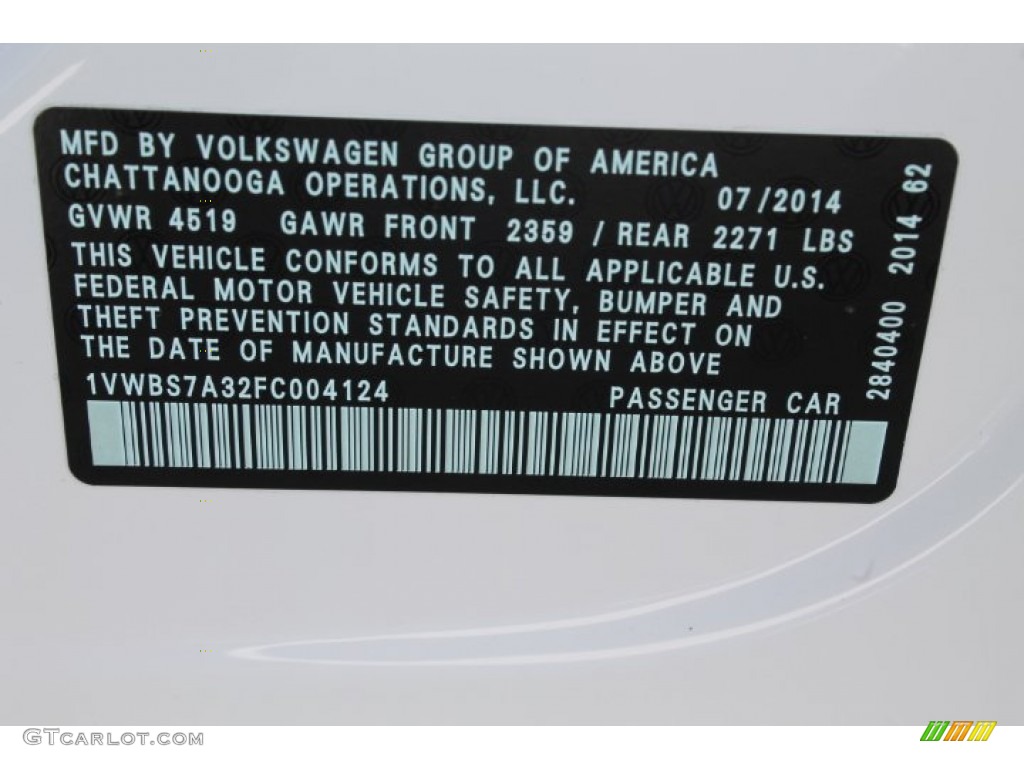 MFD BY VOLKSWAGEN GROUP OF AMERICA
CHATTANOOGA OPERATIONS, LLC. 07/2014
GVWR 4519 GAWR FRONT 2359 / REAR 2271 LBS
THIS VEHICLE CONFORMS TO ALL APPLICABLE U.S.
FEDERAL MOTOR VEHICLE SAFETY, BUMPER AND
THEFT PREVENTION STANDARDS IN EFFECT ON
THE DATE OF MANUFACTURE SHOWN ABOVE
1VWBS7A32FC004124 PASSENGER CAR
2840400 2014 62
GTCarlot.com